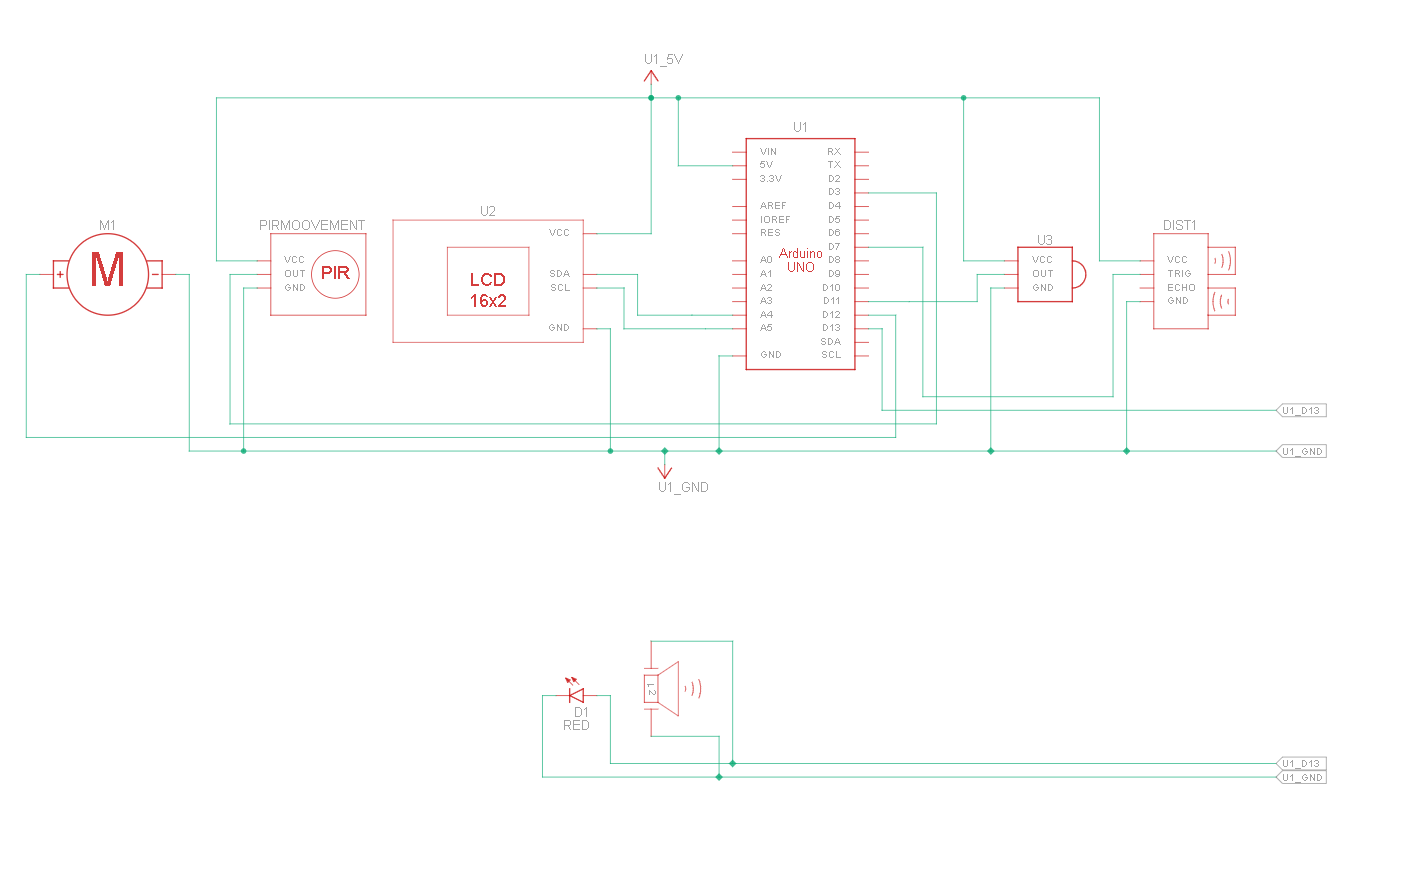 U1_5V
U1
VIN
5V
3.3V
AREF
IOREF
RES
A0
A1
A2
A3
A4
A5
GND
RX
TX
D2
D3
D4
D5
D6
D7
D8
D9
D10
D11
D12
D13
SDA
SCL
Arduino
UNO
M1
M
+
-
PIRMOOVEMENT
VCC
OUT
GND
PIR
U2
VCC
SDA
SCL
GND
LCD
16x2
U3
VCC
OUT
GND
DIST1
VCC
TRIG
ECHO
GND
U1_D13
U1_GND
U1_GND
D1
RED
L2
U1_D13
U1_GND